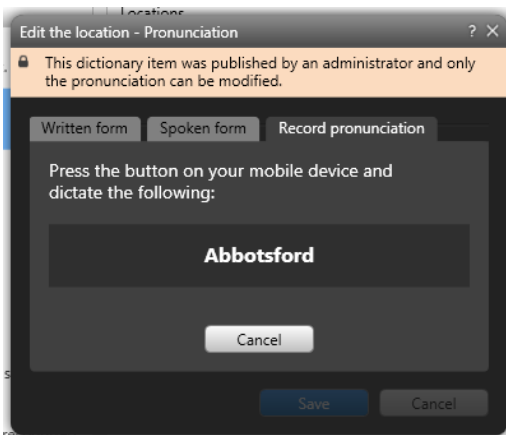 Locations
Edit the location - Pronunciation ? X
This dictionary item was published by an administrator and only
the pronunciation can be modified.
Written form Spoken form Record pronunciation
Press the button on your mobile device and
dictate the following:
Abbotsford
Cancel
Save Cancel